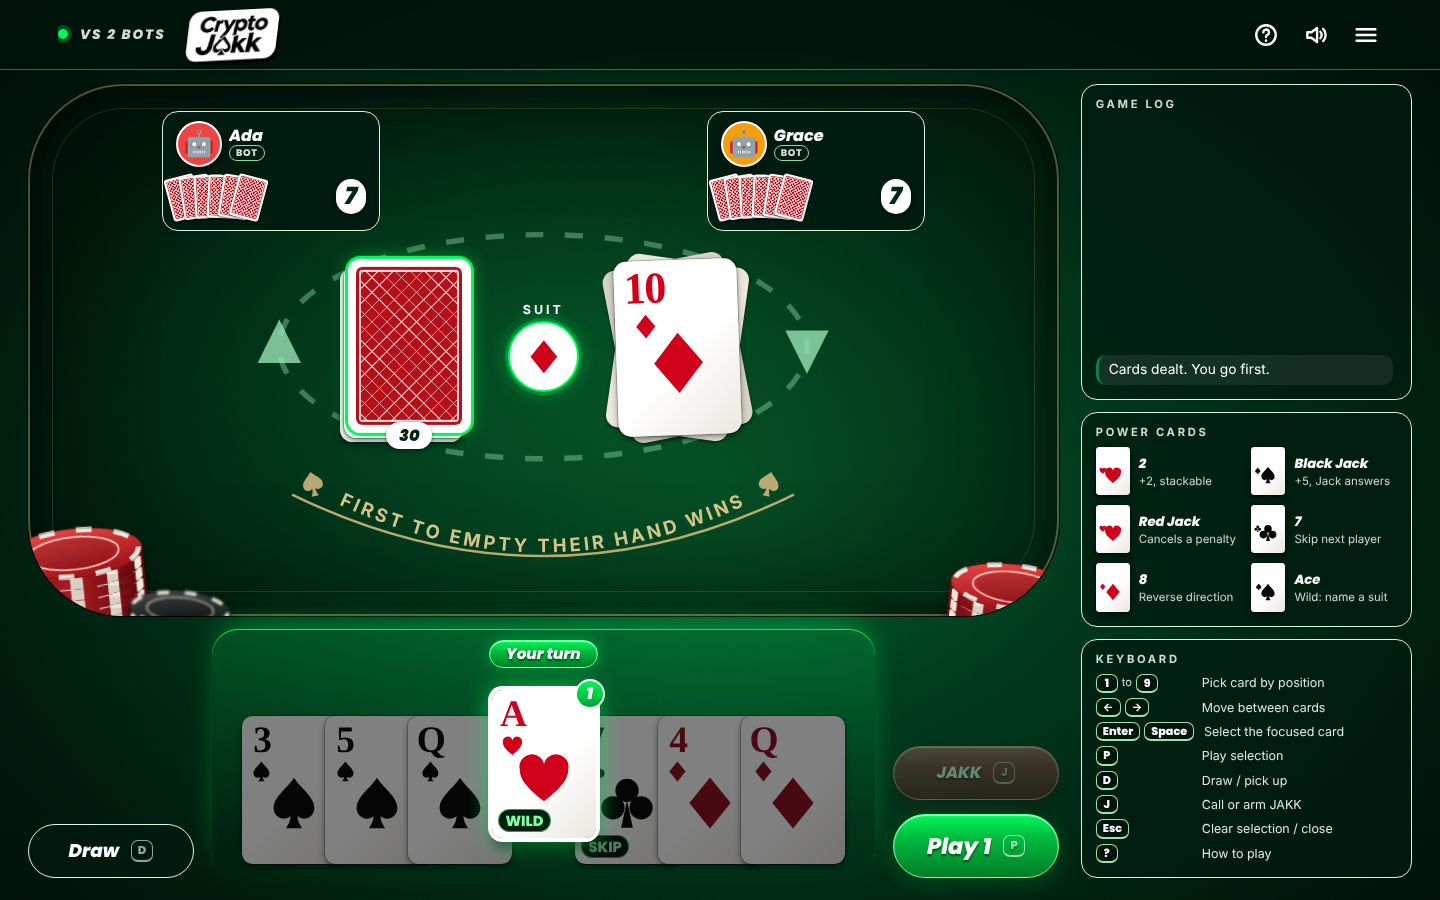 VS 2 BOTS
Crypto
Jakk
Ada
BOT
7
Grace
BOT
7
SUIT
10
30
FIRST TO EMPTY THEIR HAND WINS
Your turn
1
3
5
Q
A
WILD
SKIP
4
Q
Draw D
JAKK J
Play 1 P
GAME LOG
Cards dealt. You go first.
POWER CARDS
2
+2, stackable
Black Jack
+5, Jack answers
Red Jack
Cancels a penalty
7
Skip next player
8
Reverse direction
Ace
Wild: name a suit
KEYBOARD
1 to 9 Pick card by position
← → Move between cards
Enter Space Select the focused card
P Play selection
D Draw / pick up
J Call or arm JAKK
Esc Clear selection / close
? How to play